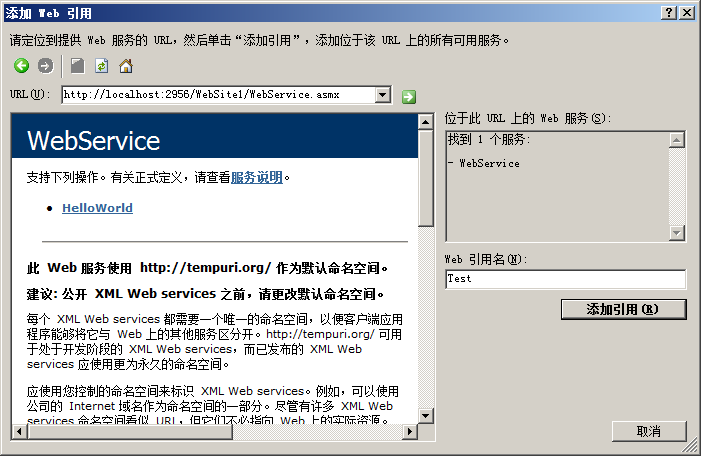 添加 Web 引用
请定位到提供 Web 服务的 URL，然后单击“添加引用”，添加位于该 URL 上的所有可用服务。
URL(U):
http://localhost:2956/WebSite1/WebService.asmx
WebService
支持下列操作。有关正式定义，请查看服务说明。
• HelloWorld
此 Web 服务使用 http://tempuri.org/ 作为默认命名空间。
建议: 公开 XML Web services 之前，请更改默认命名空间。
每个 XML Web services 都需要一个唯一的命名空间，以便客户端应用
程序能够将它与 Web 上的其他服务区分开。http://tempuri.org/ 可用
于处于开发阶段的 XML Web services，而已发布的 XML Web
services 应使用更为永久的命名空间。
应使用您控制的命名空间来标识 XML Web services。例如，可以使用
公司的 Internet 域名作为命名空间的一部分。尽管有许多 XML Web
services 命名空间看似 URL，但它们不必指向 Web 上的实际资源。
位于此 URL 上的 Web 服务(S):
找到 1 个服务:
- WebService
Web 引用名(N):
Test
添加引用(R)
取消